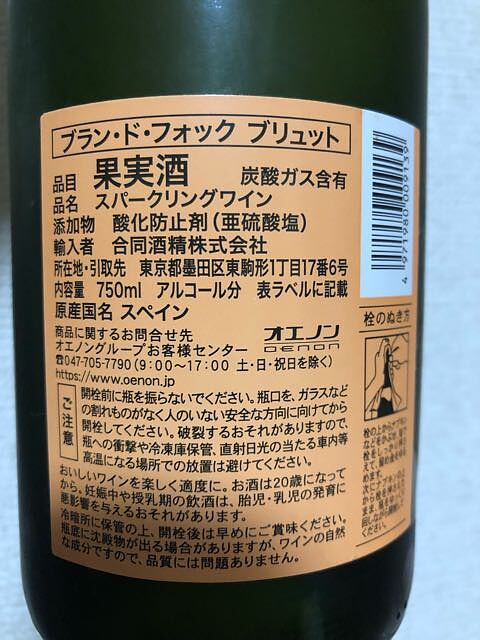 ブラン・ド・フォック ブリュット
品目 果実酒 炭酸ガス含有
品名 スパークリングワイン
添加物 酸化防止剤(亜硫酸塩)
輸入者 合同酒精株式会社
所在地・引取先 東京都墨田区東駒形1丁目17番6号
内容量 750ml アルコール分 表ラベルに記載
原産国名 スペイン
商品に関するお問合せ先
オエノングループお客様センター
オエノン
OENON
☎047-705-7790(9:00〜17:00 土・日・祝日を除く)
https://www.oenon.jp
ご注意
開栓前に瓶を振らないでください。瓶口を、ガラスなど
の割れものがなく人のいない安全な方向に向けてから
開栓してください。破裂するおそれがありますので、
瓶への衝撃や冷凍庫保管、直射日光の当たる車内等
高温になる場所での放置は避けてください。
おいしいワインを楽しく適度に。お酒は20歳になって
から、妊娠中や授乳期の飲酒は、胎児・乳児の発育に
悪影響を与えるおそれがあります。
冷暗所に保管の上、開栓後は早めにご賞味ください。
瓶底に沈殿物が出る場合がありますが、ワインの自然
な成分ですので、品質には問題ありません。
4 971980 009139
栓のぬき方